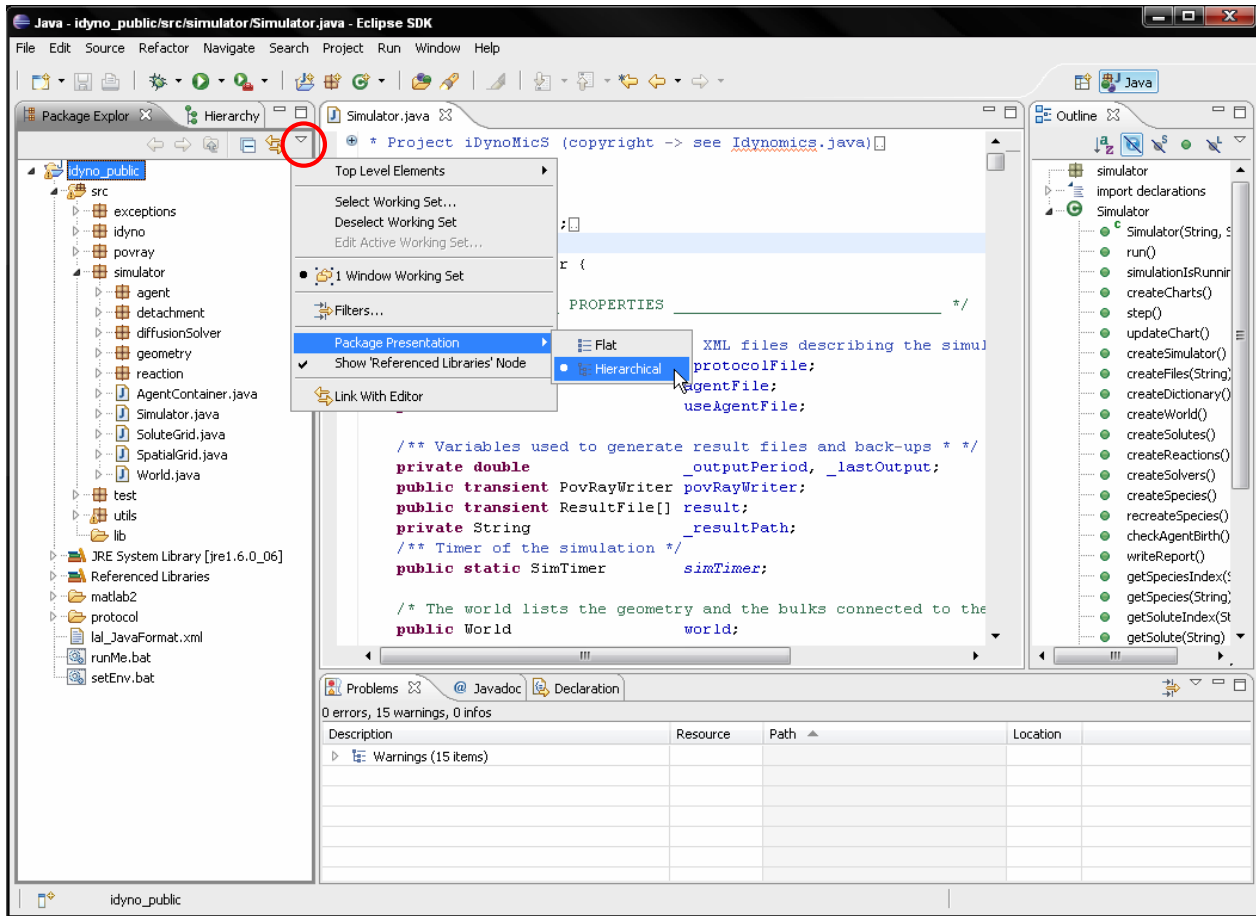 Java - idyno_public/src/simulator/Simulator.java - Eclipse SDK
File Edit Source Refactor Navigate Search Project Run Window Help
Java
Package Explor
Hierarchy
idyno_public
src
exceptions
idyno
povray
simulator
agent
detachment
diffusionSolver
geometry
reaction
AgentContainer.java
Simulator.java
SoluteGrid.java
SpatialGrid.java
World.java
test
utils
lib
JRE System Library [jre1.6.0_06]
Referenced Libraries
matlab2
protocol
lal_JavaFormat.xml
runMe.bat
setEnv.bat
Top Level Elements
Select Working Set...
Deselect Working Set
Edit Active Working Set...
1 Window Working Set
Filters...
Package Presentation
Show 'Referenced Libraries' Node
Link With Editor
Flat
Hierarchical
Simulator.java
* Project iDynoMicS (copyright -> see Idynomics.java)
;
r {
PROPERTIES ____________________________ */
XML files describing the simul
protocolFile;
agentFile;
useAgentFile;
/** Variables used to generate result files and back-ups * */
private double _outputPeriod, _lastOutput;
public transient PovRayWriter povRayWriter;
public transient ResultFile[] result;
private String _resultPath;
/** Timer of the simulation */
public static SimTimer simTimer;
/* The world lists the geometry and the bulks connected to the
public World world;
Outline
simulator
import declarations
Simulator
Simulator(String, S
run()
simulationIsRunnin
createCharts()
step()
updateChart()
createSimulator()
createFiles(String)
createDictionary()
createWorld()
createSolutes()
createReactions()
createSolvers()
createSpecies()
recreateSpecies()
checkAgentBirth()
writeReport()
getSpeciesIndex(S
getSpecies(String)
getSoluteIndex(St
getSolute(String)
Problems
@ Javadoc
Declaration
0 errors, 15 warnings, 0 infos
Description Resource Path Location
Warnings (15 items)
idyno_public